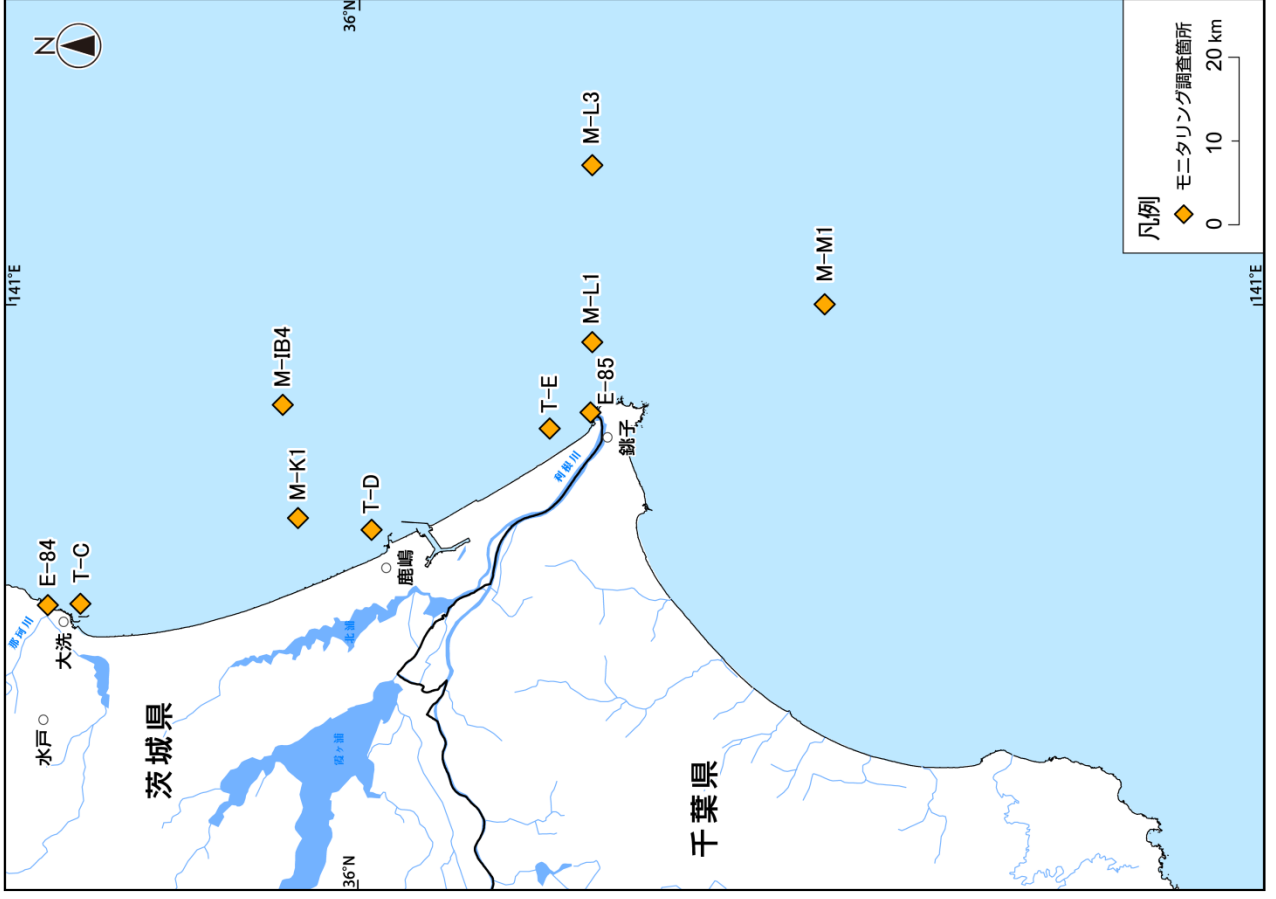 N
141°E
36°N
那珂川
E-84
水戸
大洗
T-C
茨城県
M-IB4
M-K1
T-D
北浦
鹿嶋
霞ヶ浦
36°N
T-E
利根川
E-85
M-L1
M-L3
銚子
千葉県
M-M1
凡例
モニタリング調査箇所
0 10 20 km
141°E